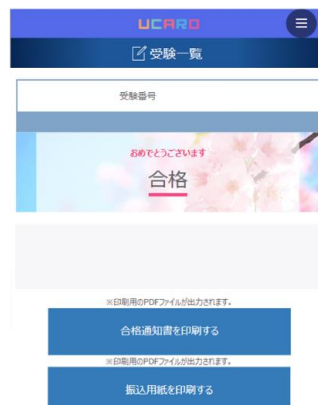 UCARO
受験一覧
受験番号
おめでとうございます
合格
※印刷用のPDFファイルが出力されます。
合格通知書を印刷する
※印刷用のPDFファイルが出力されます。
振込用紙を印刷する